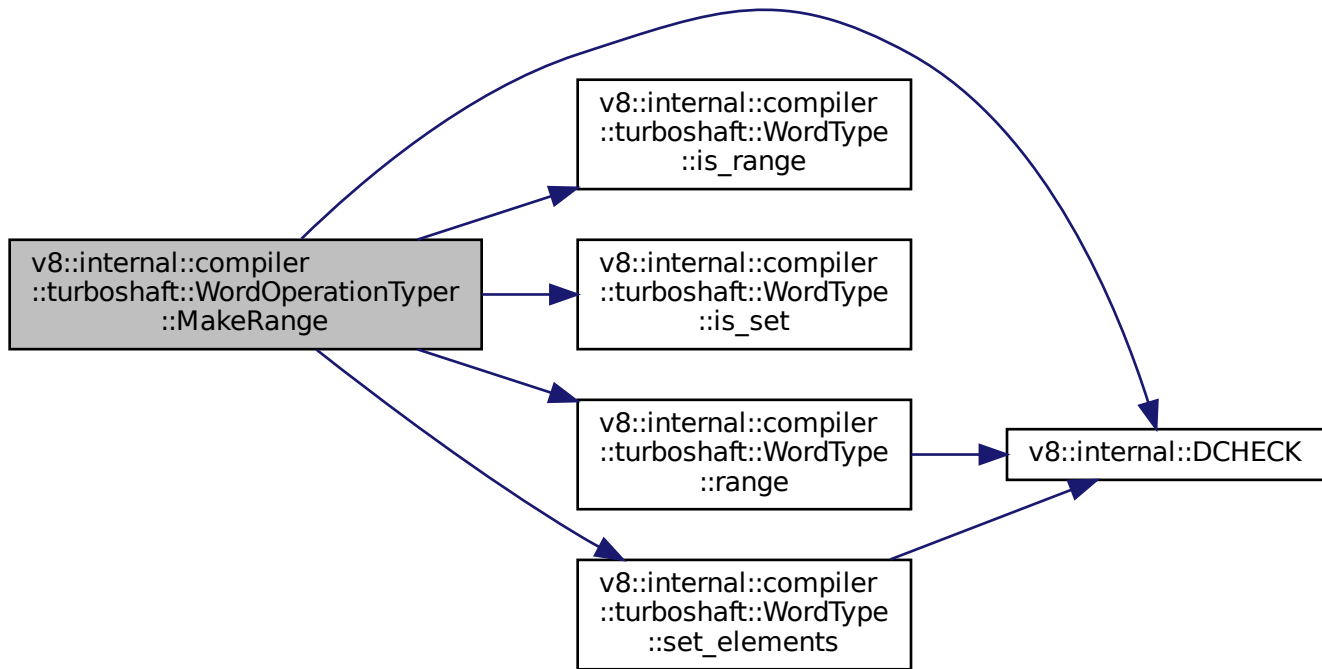 v8::internal::compiler
::turboshaft::WordOperationTyper
::MakeRange
v8::internal::compiler
::turboshaft::WordType
::is_range
v8::internal::compiler
::turboshaft::WordType
::is_set
v8::internal::compiler
::turboshaft::WordType
::range
v8::internal::compiler
::turboshaft::WordType
::set_elements
v8::internal::DCHECK